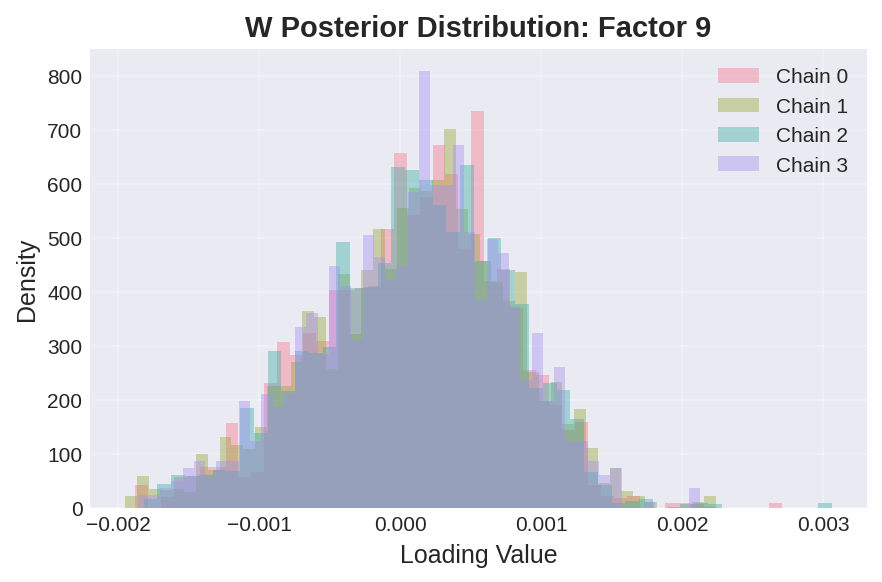 W Posterior Distribution: Factor 9
Chain 0
Chain 1
Chain 2
Chain 3
Density
800
700
600
500
400
300
200
100
0
−0.002
−0.001
0.000
0.001
0.002
0.003
Loading Value